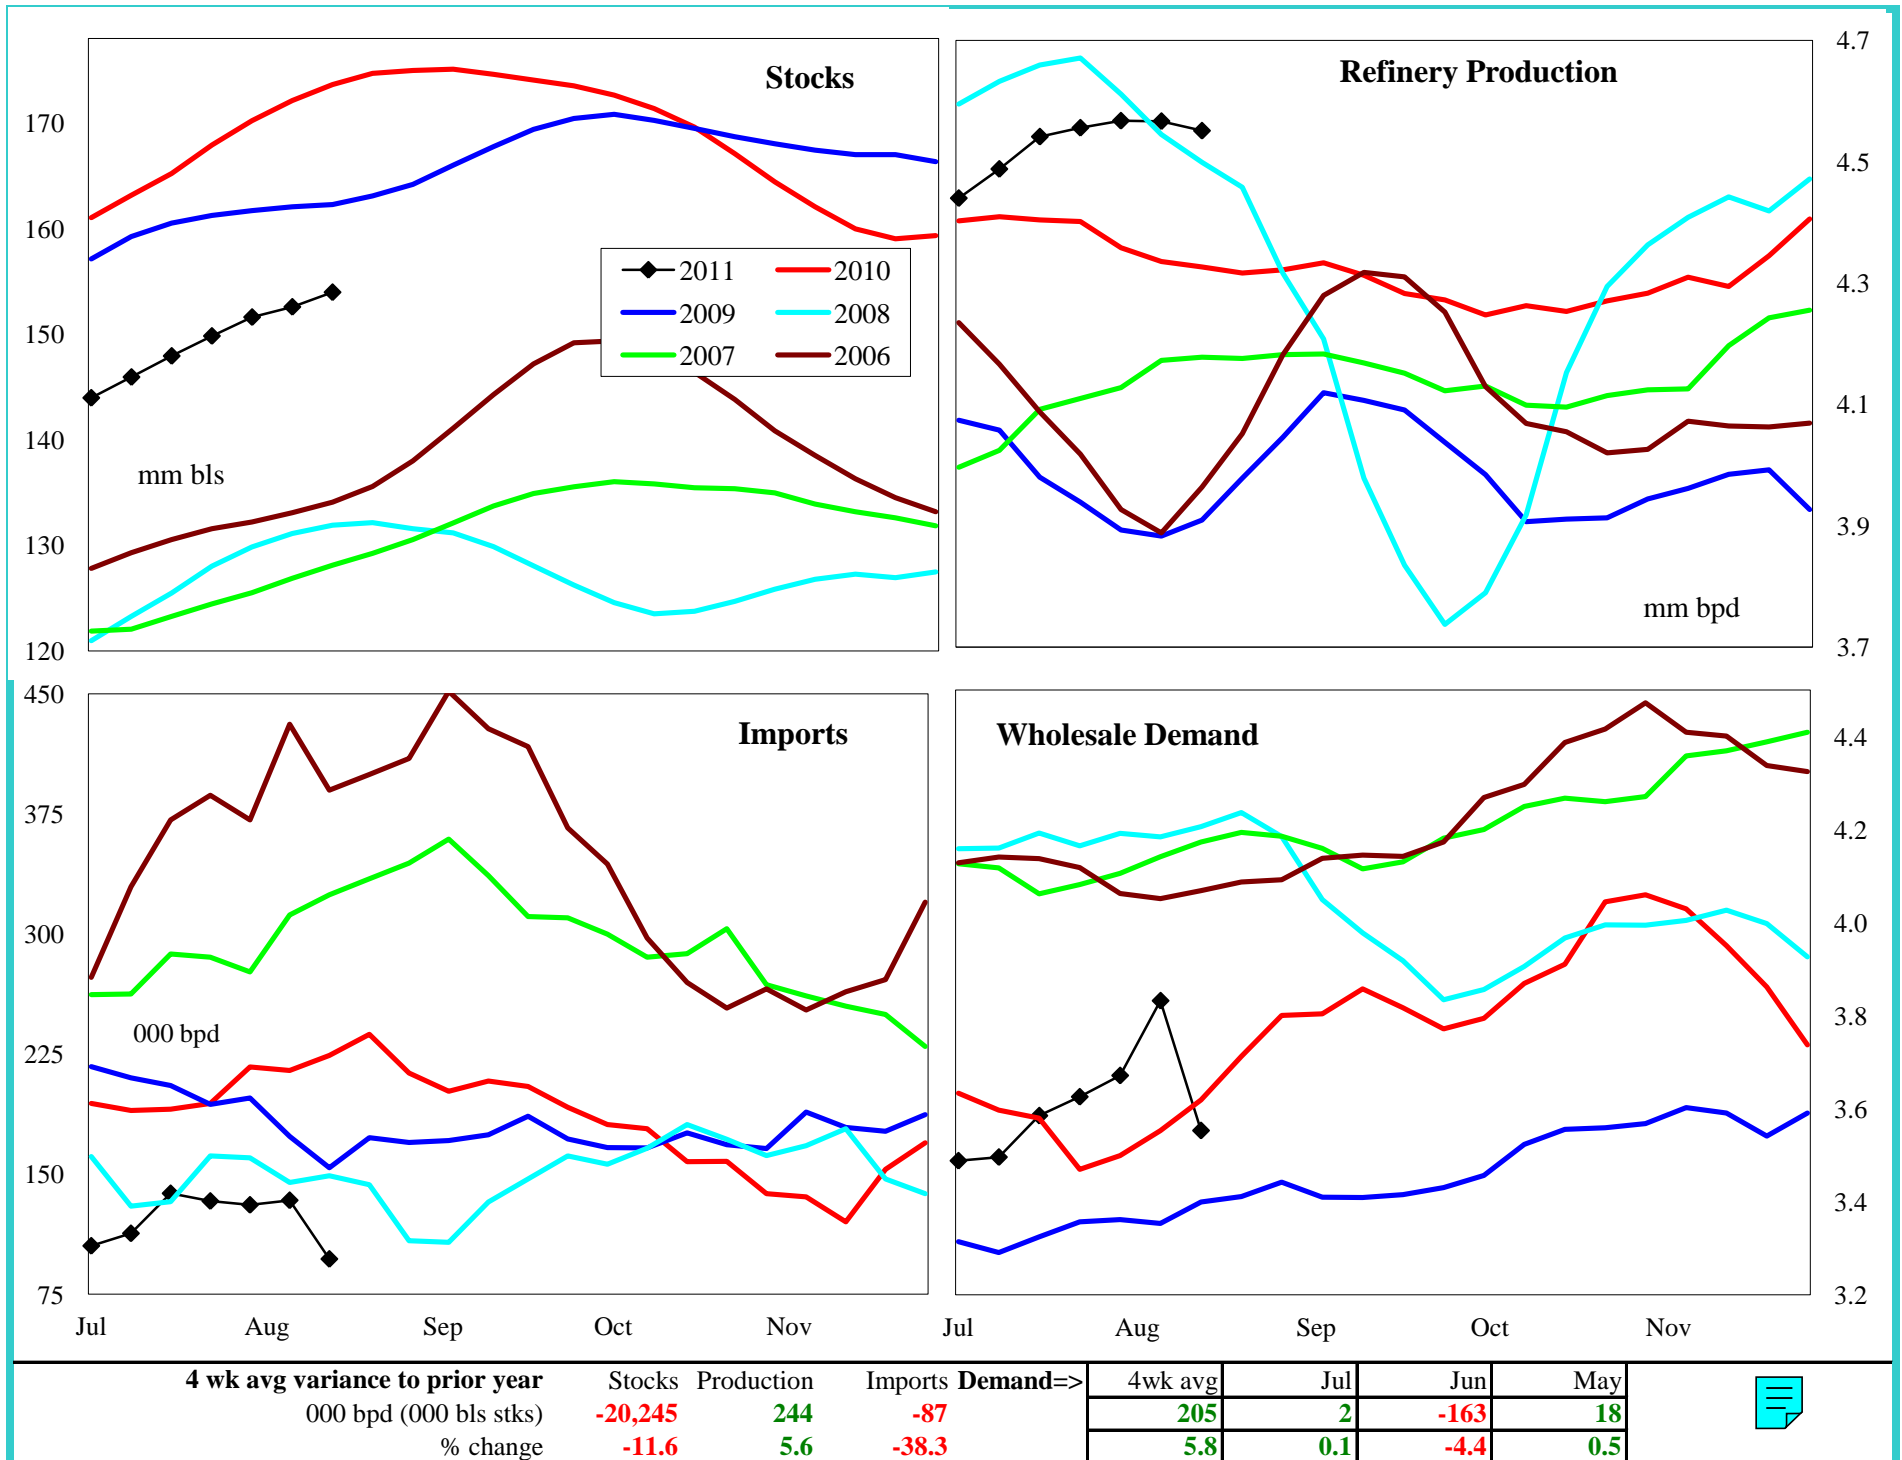 Stocks
170
160
150
140
130
120
mm bls
2011 2010
2009 2008
2007 2006
Refinery Production
4.7
4.5
4.3
4.1
3.9
3.7
mm bpd
Imports
450
375
300
225
150
75
000 bpd
Jul Aug Sep Oct Nov
Wholesale Demand
4.4
4.2
4.0
3.8
3.6
3.4
3.2
Jul Aug Sep Oct Nov
4 wk avg variance to prior year Stocks Production Imports Demand=> 4wk avg Jul Jun May
000 bpd (000 bls stks) -20,245 244 -87 205 2 -163 18
% change -11.6 5.6 -38.3 5.8 0.1 -4.4 0.5